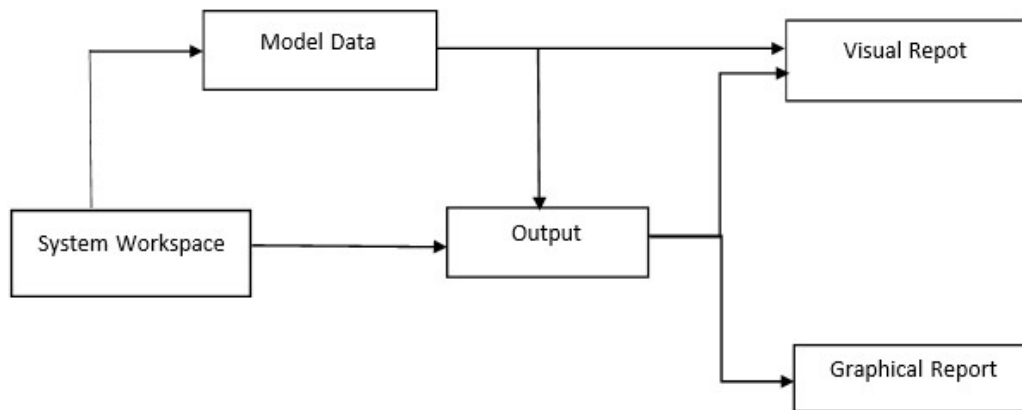 Model Data
Visual Repot
System Workspace
Output
Graphical Report